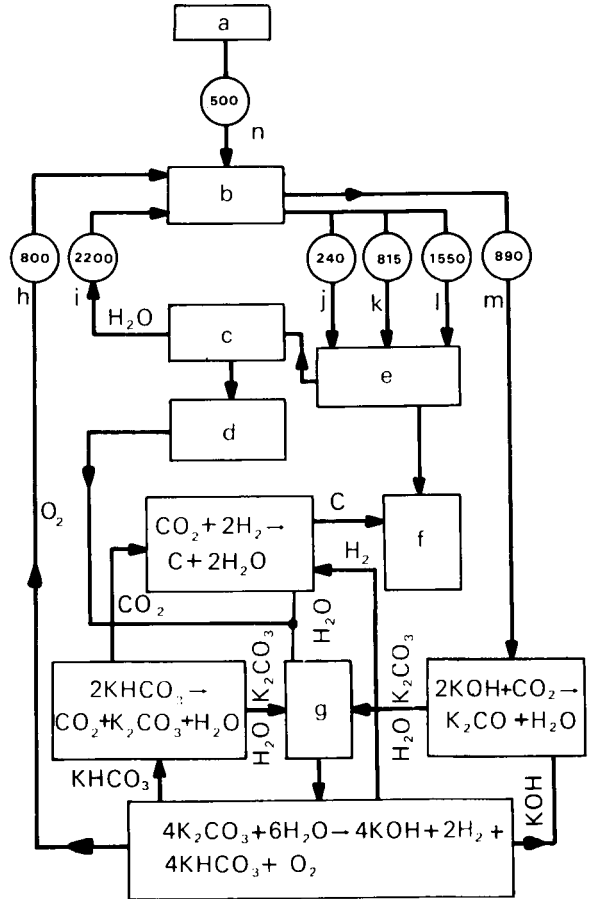 a
500
n
b
800
2200
240
815
1550
890
h
i
j
k
l
m
H₂O
c
e
d
O₂
CO₂ + 2H₂ →
C + 2H₂O
C
f
H₂
CO₂
H₂O
2KHCO₃ →
CO₂+K₂CO₃+H₂O
H₂O K₂CO₃
g
H₂O K₂CO₃
2KOH+CO₂ →
K₂CO + H₂O
KHCO₃
KOH
4K₂CO₃ + 6H₂O → 4KOH + 2H₂ +
4KHCO₃ + O₂